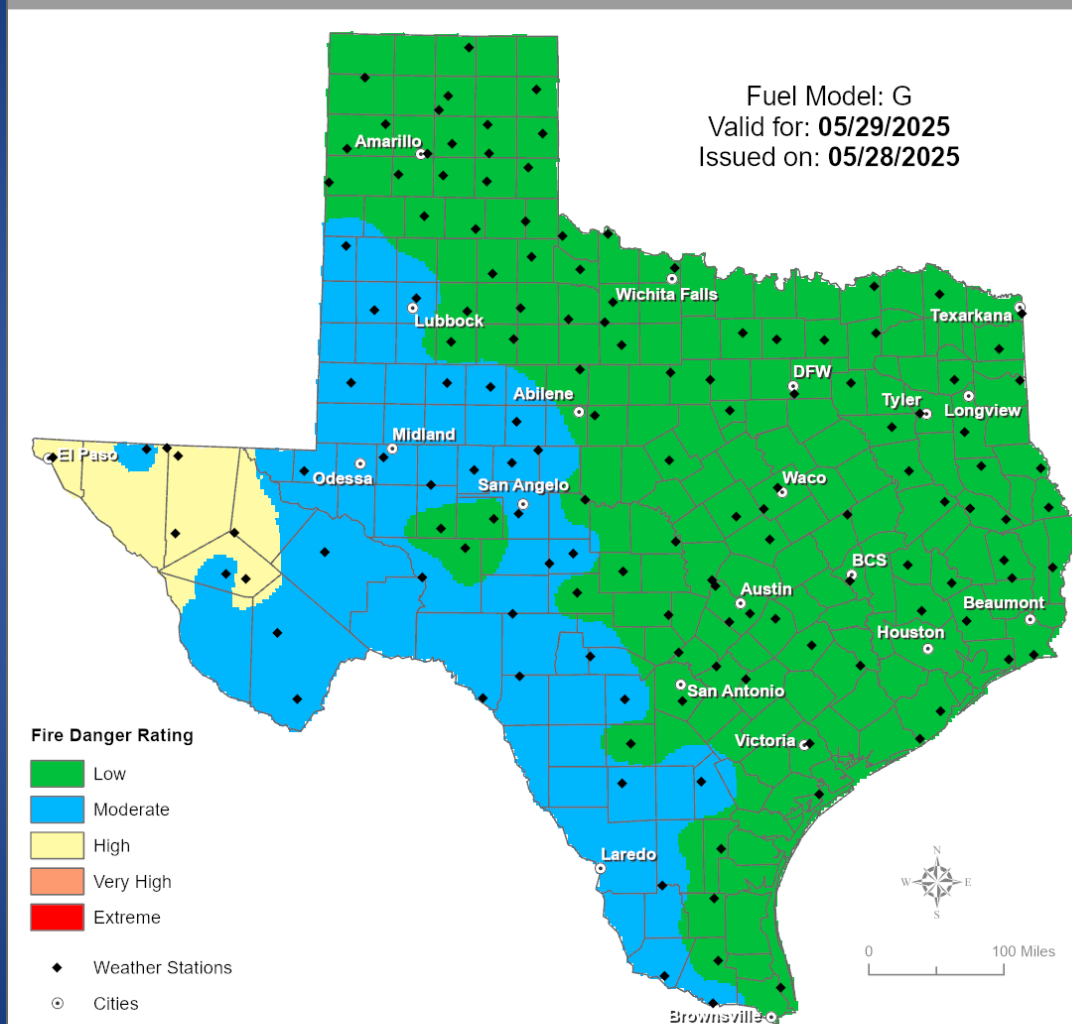 Fuel Model: G
Valid for: 05/29/2025
Issued on: 05/28/2025
Amarillo
Wichita Falls
Lubbock
Texarkana
DFW
Abilene
Tyler
Longview
Midland
El Paso
Odessa
San Angelo
Waco
BCS
Austin
Beaumont
Houston
San Antonio
Victoria
Laredo
Brownsville
Fire Danger Rating
Low
Moderate
High
Very High
Extreme
Weather Stations
Cities
N
W E
S
0 100 Miles